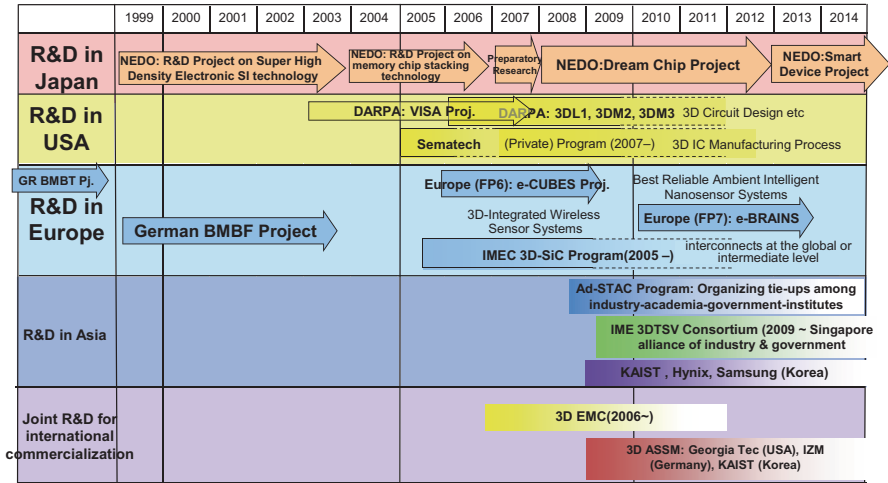 1999 2000 2001 2002 2003 2004 2005 2006 2007 2008 2009 2010 2011 2012 2013 2014
R&D in
Japan
NEDO: R&D Project on Super High
Density Electronic SI technology
NEDO: R&D Project on
memory chip stacking
technology
Preparatory
Research
NEDO:Dream Chip Project
NEDO:Smart
Device Project
R&D in
USA
DARPA: VISA Proj.
DARPA: 3DL1, 3DM2, 3DM3
3D Circuit Design etc
Sematech
(Private) Program (2007–)
3D IC Manufacturing Process
GR BMBT Pj.
R&D in
Europe
Europe (FP6): e-CUBES Proj.
Best Reliable Ambient Intelligent
Nanosensor Systems
German BMBF Project
3D-Integrated Wireless
Sensor Systems
Europe (FP7): e-BRAINS
IMEC 3D-SiC Program(2005 –)
interconnects at the global or
intermediate level
R&D in Asia
Ad-STAC Program: Organizing tie-ups among
industry-academia-government-institutes
IME 3DTSV Consortium (2009 ~ Singapore
alliance of industry & government
KAIST , Hynix, Samsung (Korea)
Joint R&D for
international
commercialization
3D EMC(2006~)
3D ASSM: Georgia Tec (USA), IZM
(Germany), KAIST (Korea)